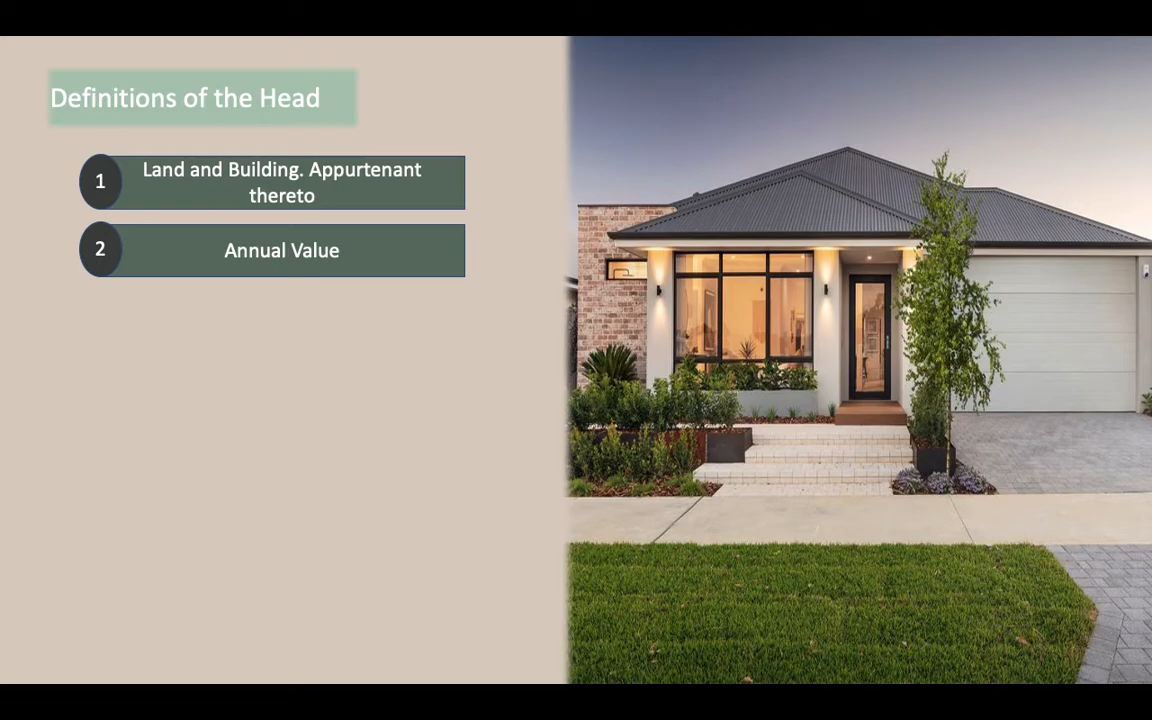 Definitions of the Head
1
Land and Building. Appurtenant
thereto
2
Annual Value